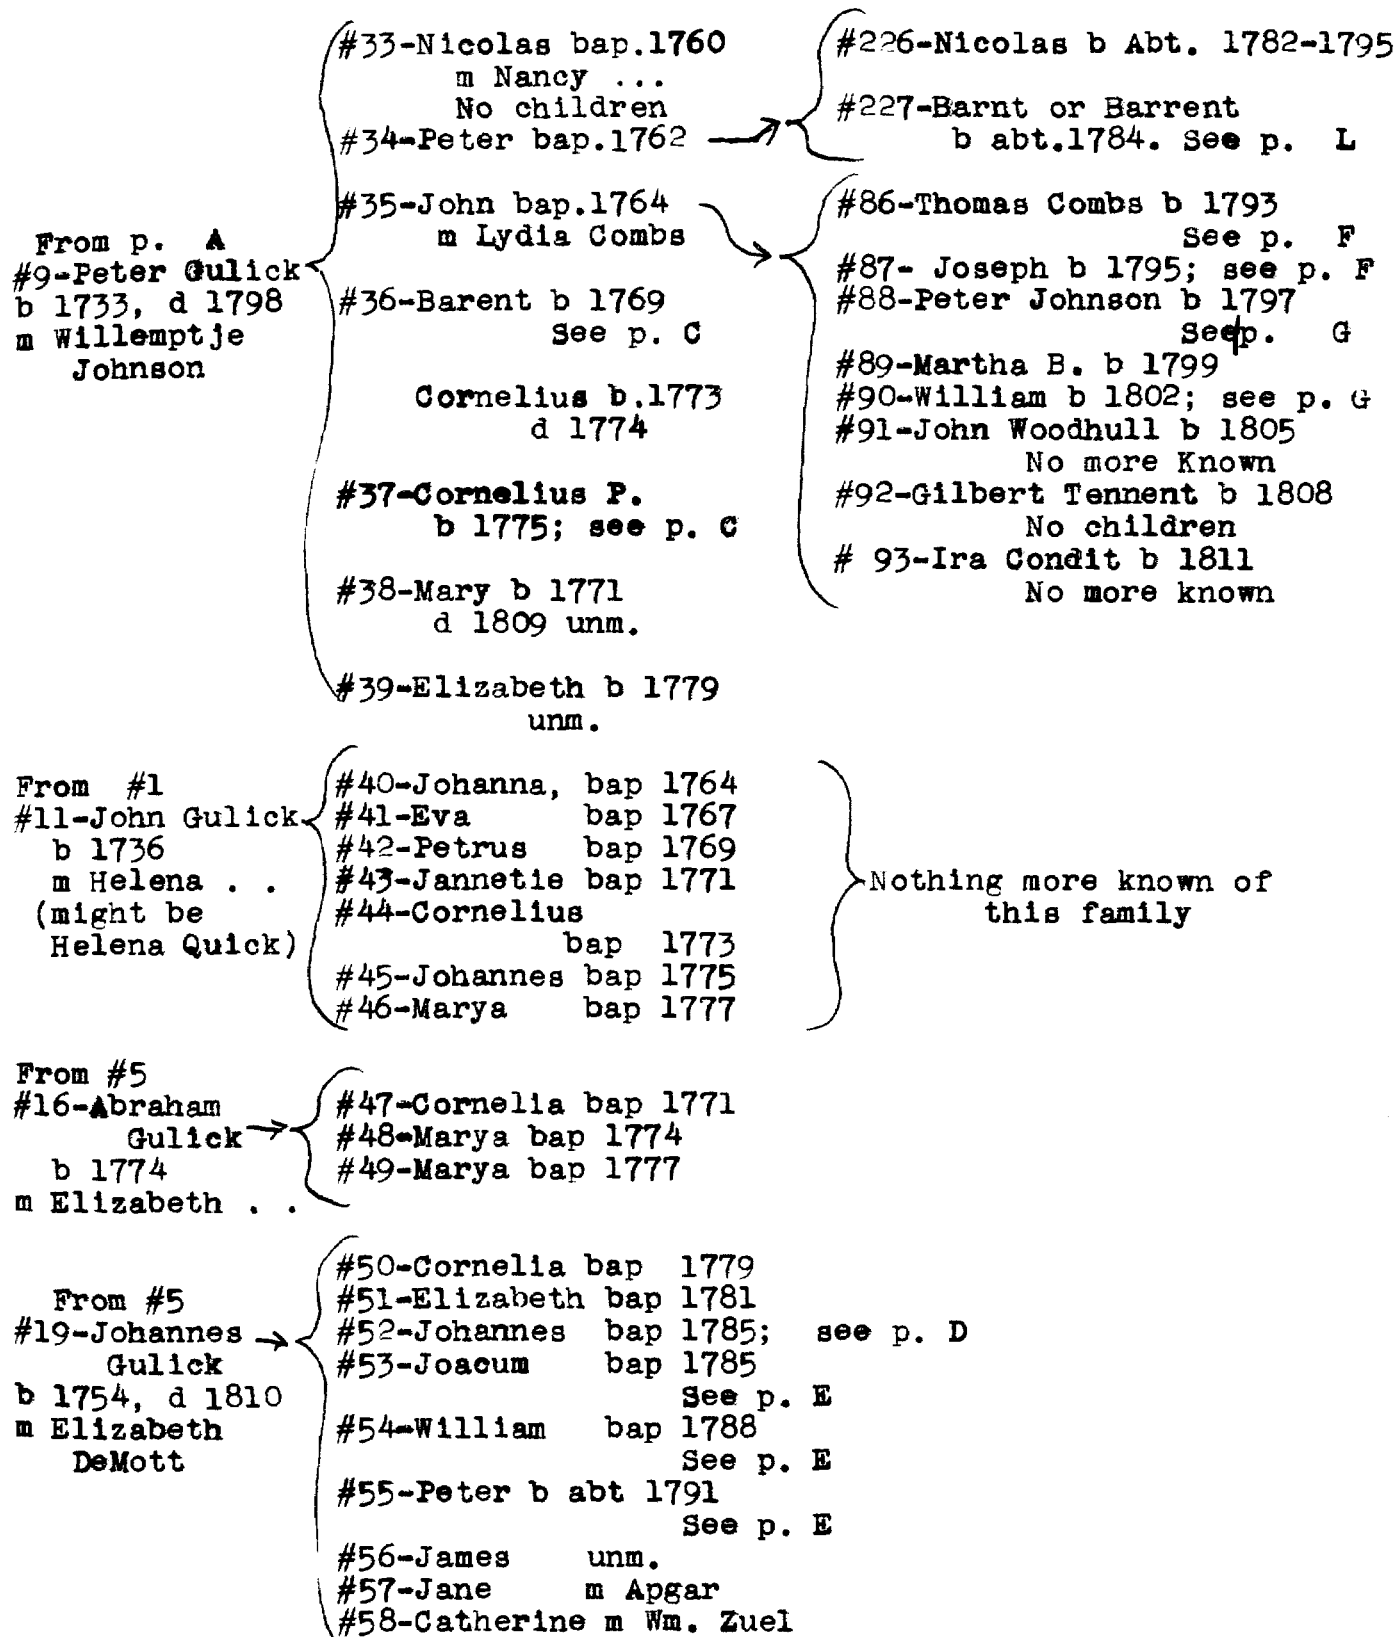 #33-Nicolas bap.1760
m Nancy ...
No children
#34-Peter bap.1762
#226-Nicolas b Abt. 1782-1795
#227-Barnt or Barrent
b abt.1784. See p. L
From p. A
#9-Peter Gulick
b 1733, d 1798
m Willemptje
Johnson
#35-John bap.1764
m Lydia Combs
#36-Barent b 1769
See p. C
Cornelius b.1773
d 1774
#37-Cornelius P.
b 1775; see p. C
#38-Mary b 1771
d 1809 unm.
#39-Elizabeth b 1779
unm.
#86-Thomas Combs b 1793
See p. F
#87- Joseph b 1795; see p. F
#88-Peter Johnson b 1797
See p. G
#89-Martha B. b 1799
#90-William b 1802; see p. G
#91-John Woodhull b 1805
No more Known
#92-Gilbert Tennent b 1808
No children
# 93-Ira Condit b 1811
No more known
From #1
#11-John Gulick
b 1736
m Helena . .
(might be
Helena Quick)
#40-Johanna, bap 1764
#41-Eva bap 1767
#42-Petrus bap 1769
#43-Jannetie bap 1771
#44-Cornelius
bap 1773
#45-Johannes bap 1775
#46-Marya bap 1777
Nothing more known of
this family
From #5
#16-Abraham
Gulick
b 1774
m Elizabeth . .
#47-Cornelia bap 1771
#48-Marya bap 1774
#49-Marya bap 1777
From #5
#19-Johannes
Gulick
b 1754, d 1810
m Elizabeth
DeMott
#50-Cornelia bap 1779
#51-Elizabeth bap 1781
#52-Johannes bap 1785; see p. D
#53-Joacum bap 1785
See p. E
#54-William bap 1788
See p. E
#55-Peter b abt 1791
See p. E
#56-James unm.
#57-Jane m Apgar
#58-Catherine m Wm. Zuel